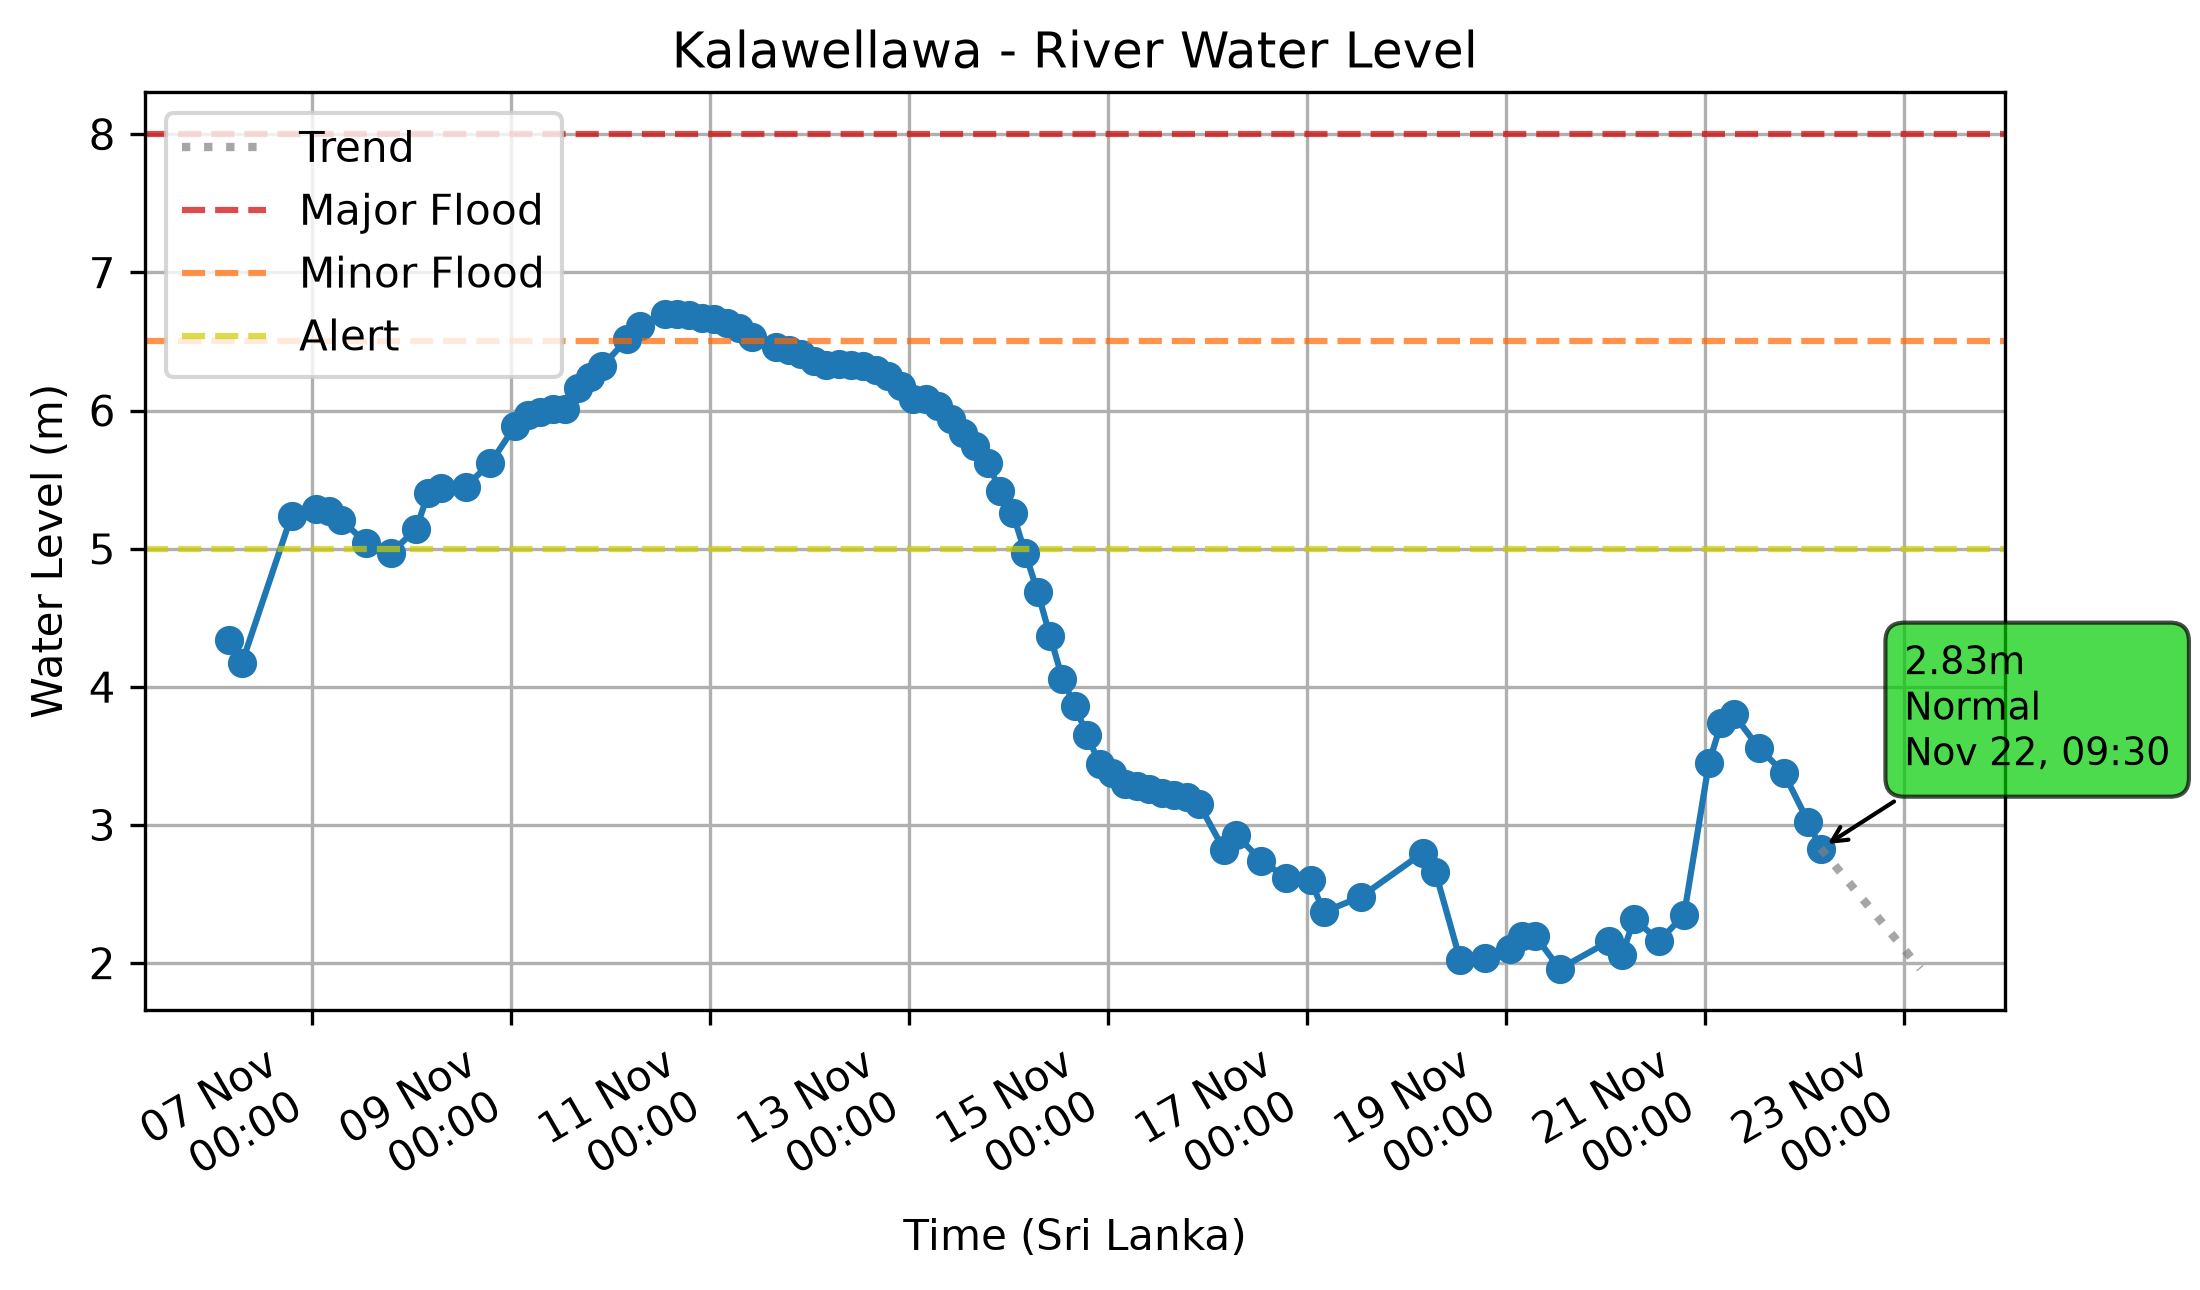 Kalawellawa - River Water Level
Trend
Major Flood
Minor Flood
Alert
8
7
6
5
4
3
2
Water Level (m)
2.83m
Normal
Nov 22, 09:30
07 Nov
00:00
09 Nov
00:00
11 Nov
00:00
13 Nov
00:00
15 Nov
00:00
17 Nov
00:00
19 Nov
00:00
21 Nov
00:00
23 Nov
00:00
Time (Sri Lanka)